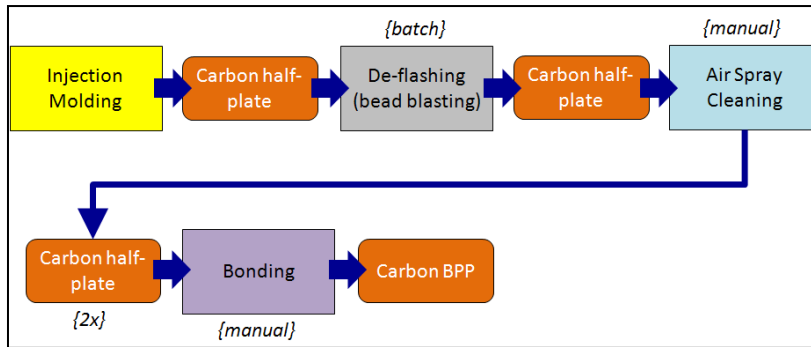 {batch}
{manual}
Injection
Molding
Carbon half-
plate
De-flashing
(bead blasting)
Carbon half-
plate
Air Spray
Cleaning
Carbon half-
plate
Bonding
Carbon BPP
{2x}
{manual}